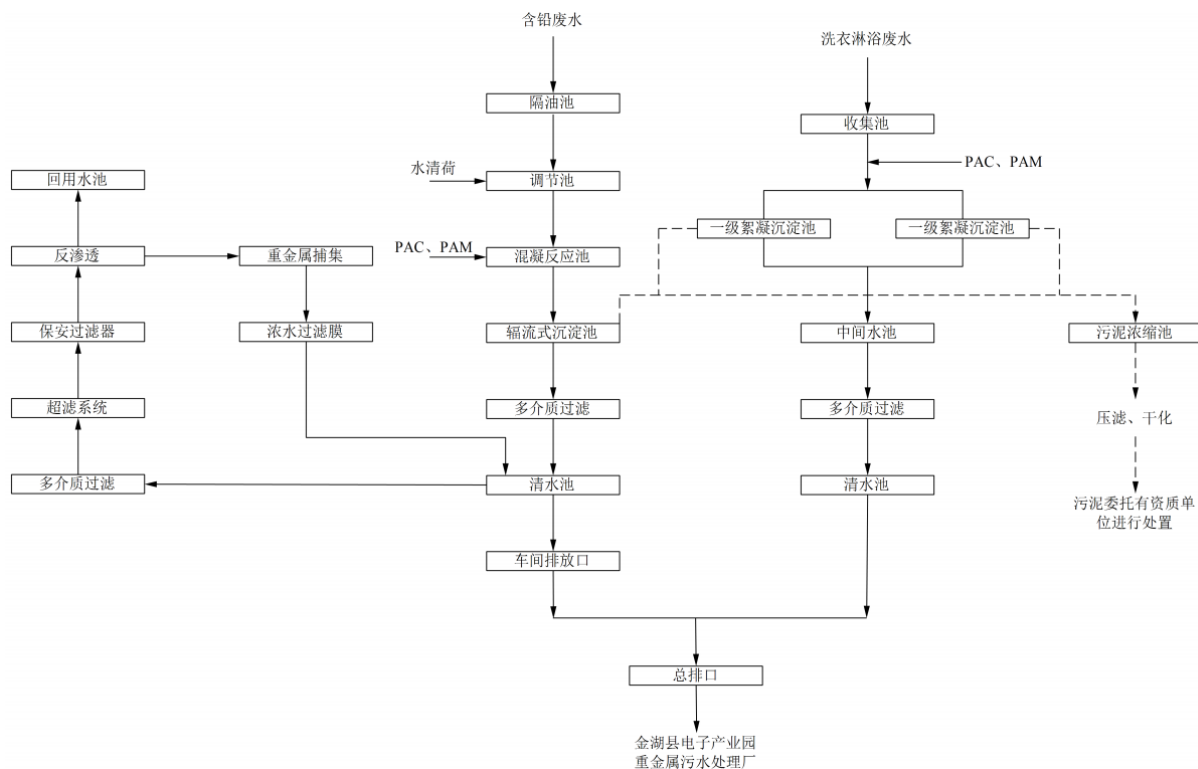 含铅废水
洗衣淋浴废水
隔油池
收集池
PAC、PAM
水清荷
调节池
回用水池
一级絮凝沉淀池
一级絮凝沉淀池
反渗透
重金属捕集
PAC、PAM
混凝反应池
保安过滤器
浓水过滤膜
辐流式沉淀池
中间水池
污泥浓缩池
超滤系统
多介质过滤
多介质过滤
压滤、干化
多介质过滤
清水池
清水池
污泥委托有资质单
位进行处置
车间排放口
总排口
金湖县电子产业园
重金属污水处理厂